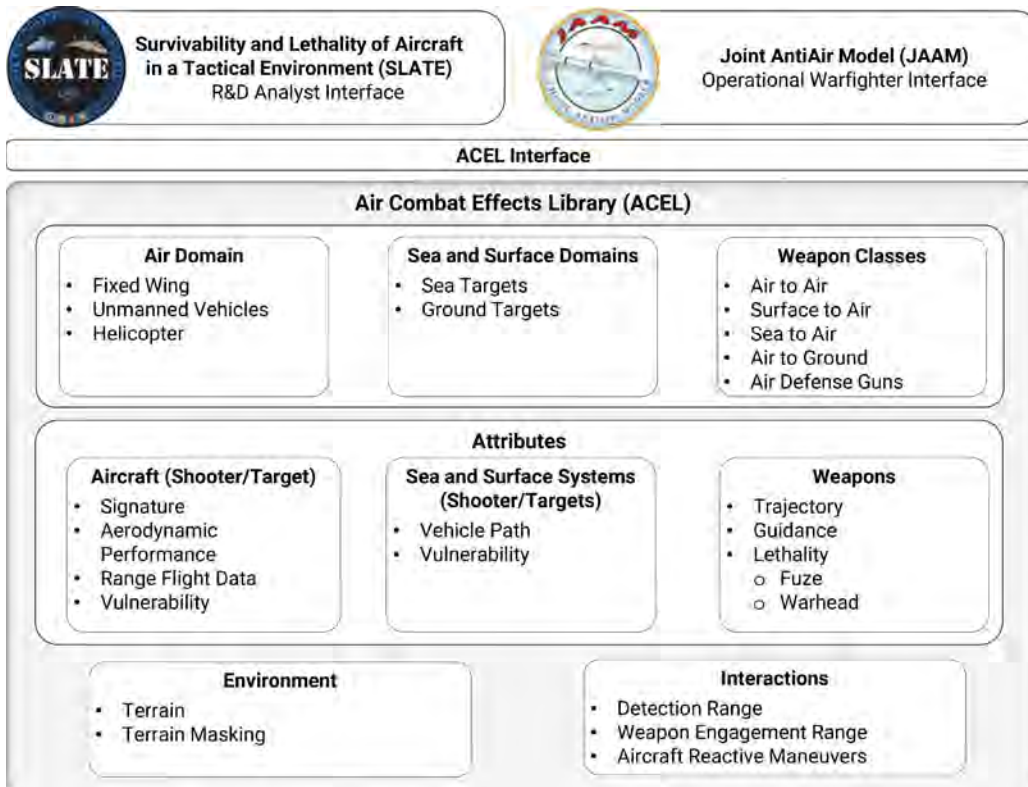 SLATE
Survivability and Lethality of Aircraft
in a Tactical Environment (SLATE)
R&D Analyst Interface
JAAM
Joint AntiAir Model (JAAM)
Operational Warfighter Interface
ACEL Interface
Air Combat Effects Library (ACEL)
Air Domain
• Fixed Wing
• Unmanned Vehicles
• Helicopter
Sea and Surface Domains
• Sea Targets
• Ground Targets
Weapon Classes
• Air to Air
• Surface to Air
• Sea to Air
• Air to Ground
• Air Defense Guns
Attributes
Aircraft (Shooter/Target)
• Signature
• Aerodynamic
Performance
• Range Flight Data
• Vulnerability
Sea and Surface Systems
(Shooter/Targets)
• Vehicle Path
• Vulnerability
Weapons
• Trajectory
• Guidance
• Lethality
o Fuze
o Warhead
Environment
• Terrain
• Terrain Masking
Interactions
• Detection Range
• Weapon Engagement Range
• Aircraft Reactive Maneuvers